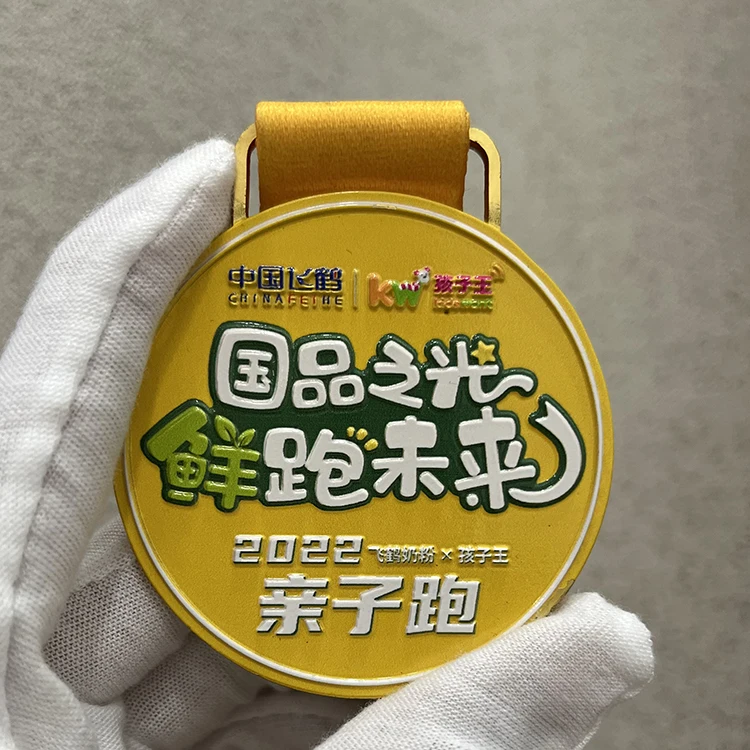 中国飞鹤 | kw 孩子王
CHINAFEIHE kidswant
国品之光
鲜跑未来
2022 飞鹤奶粉 × 孩子王
亲子跑